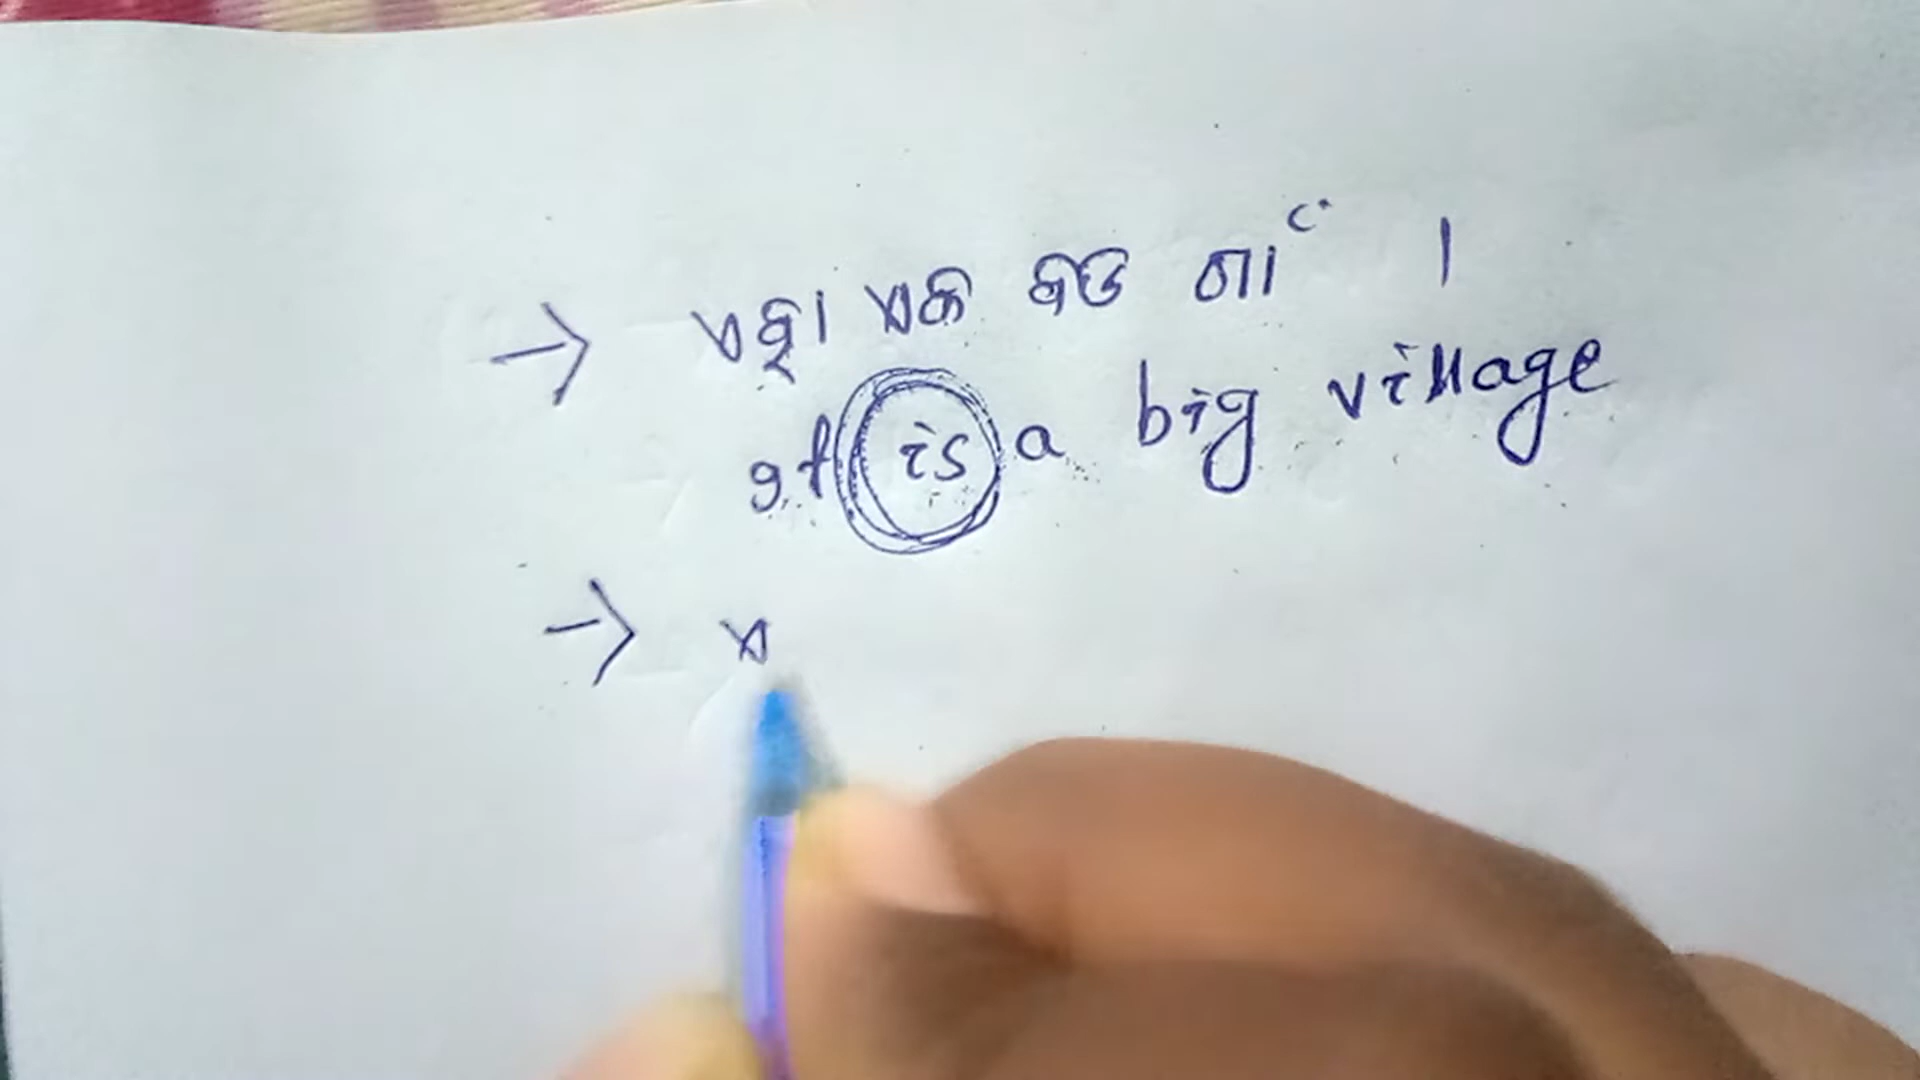 → ଏହା ଏକ ବଡ ଗାଁ ।
It is a big village
→ ଏ